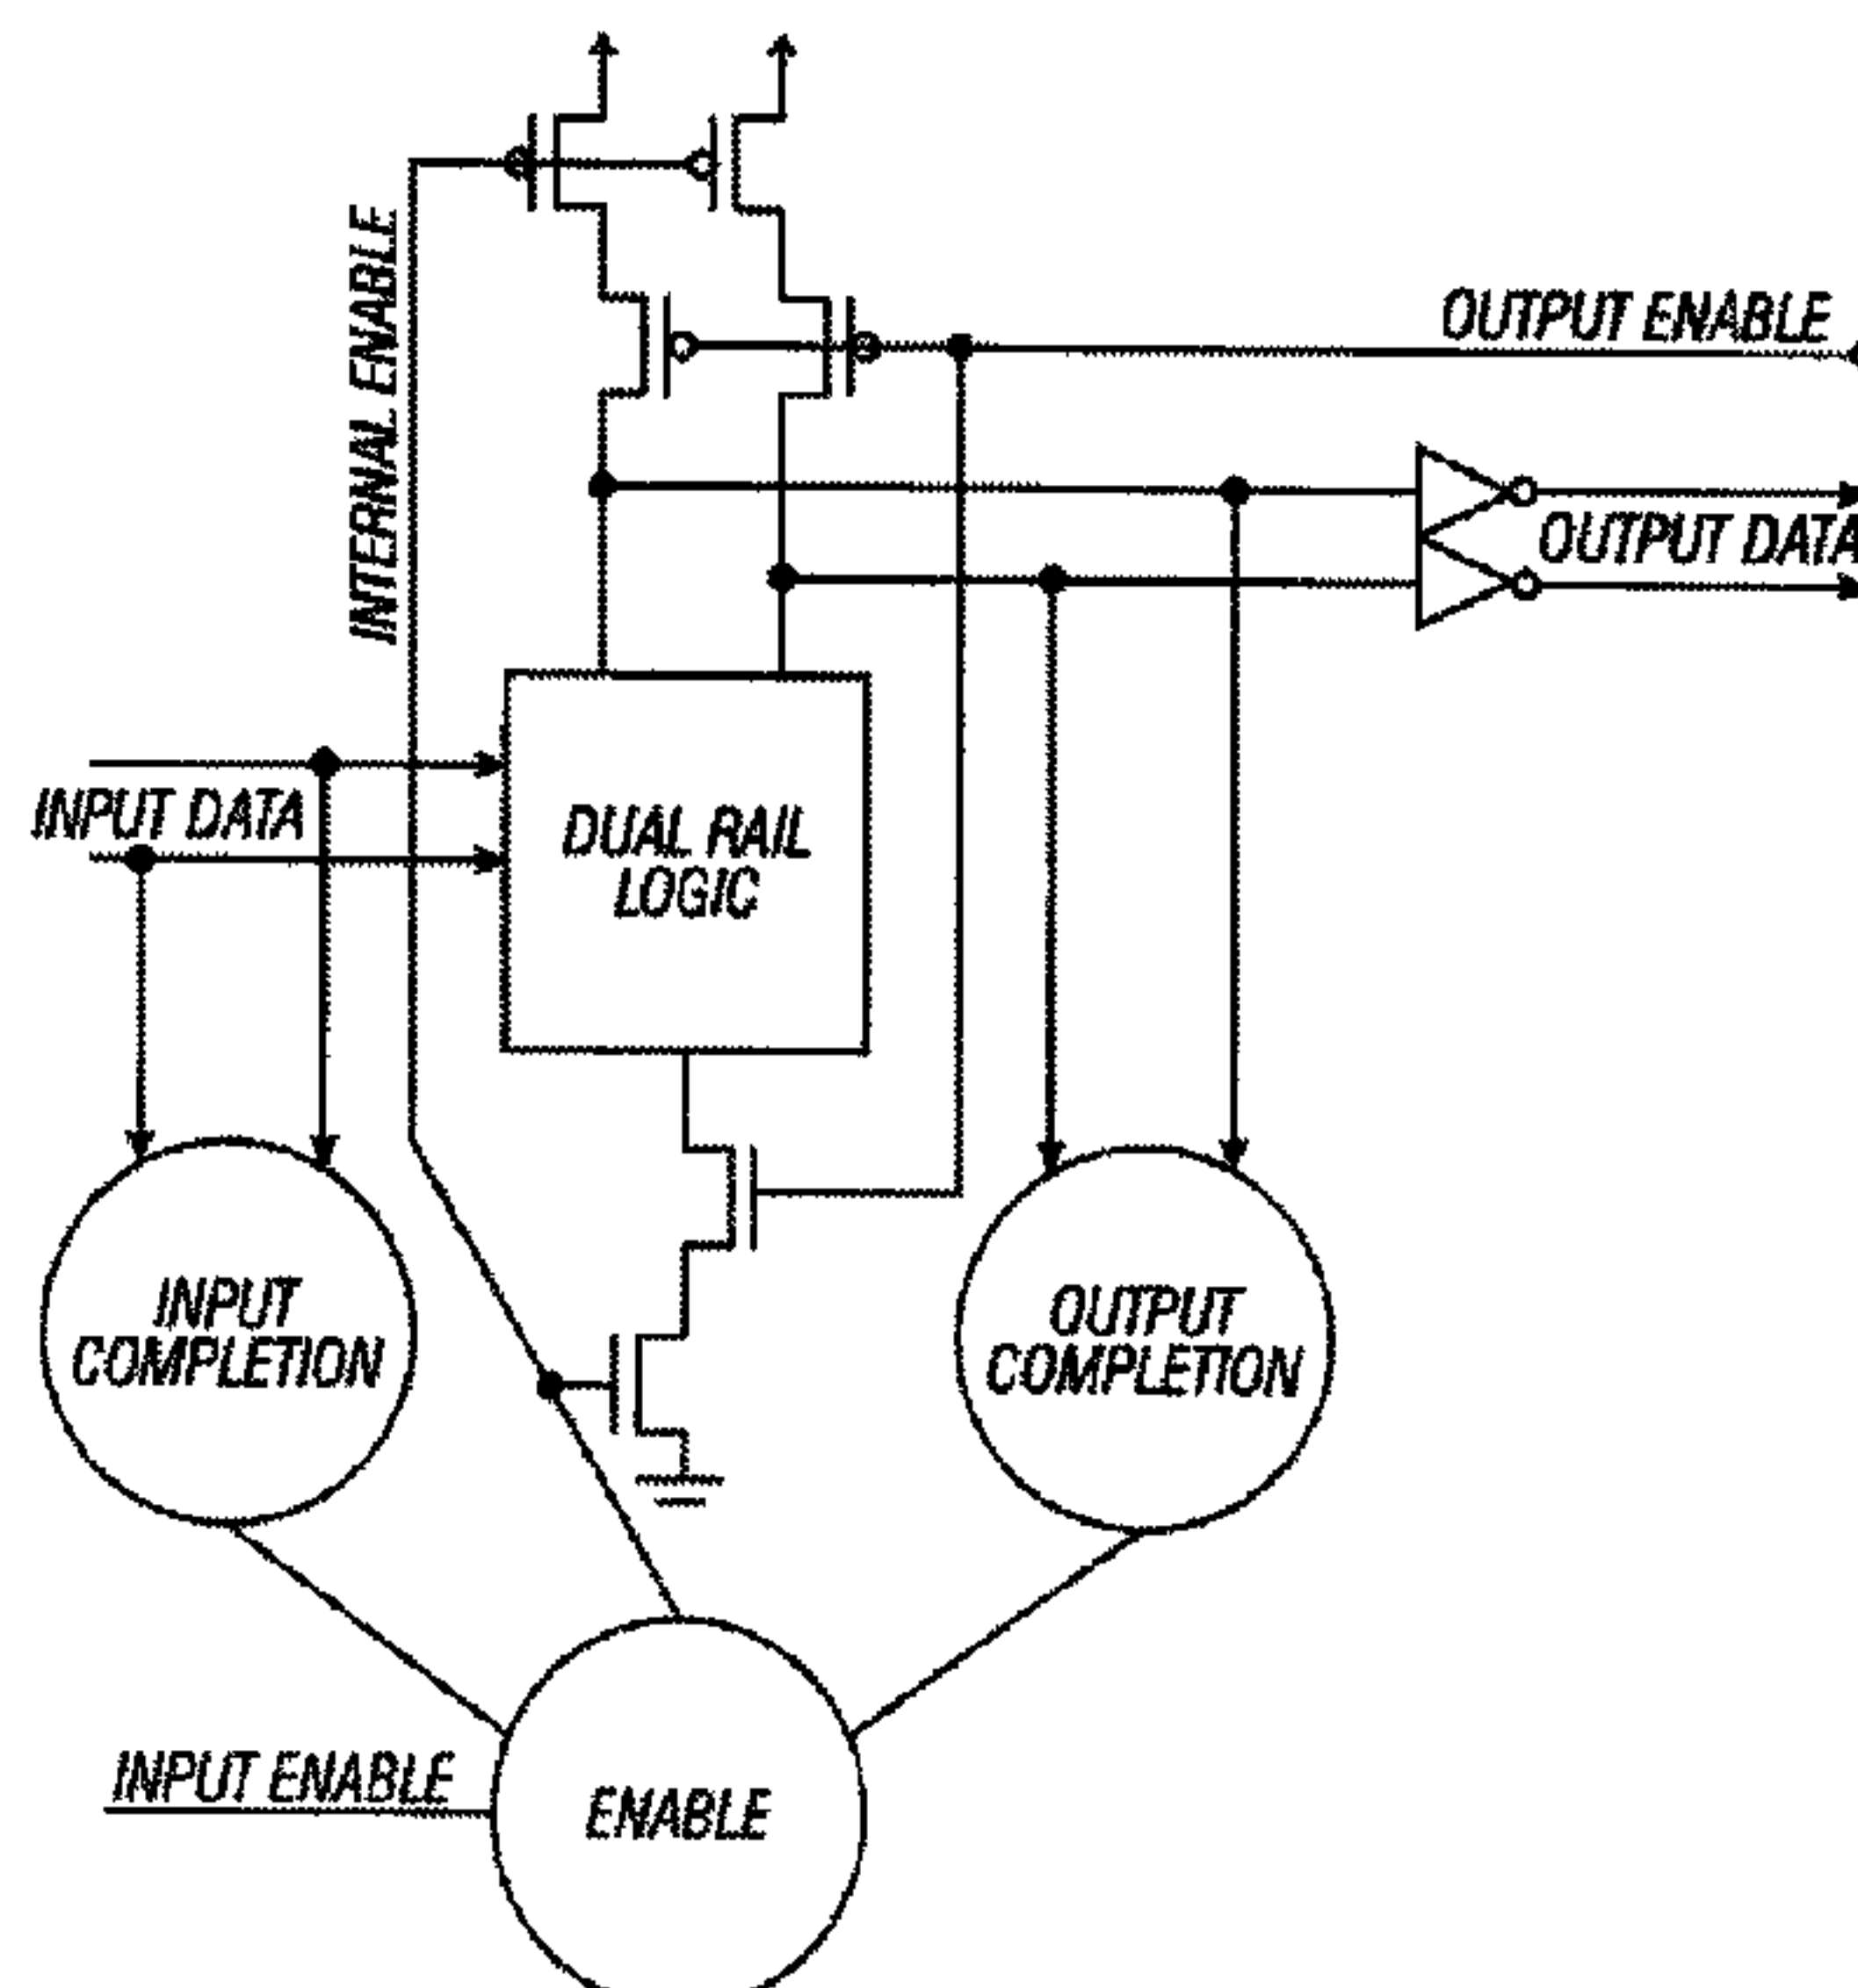 INTERNAL ENABLE
OUTPUT ENABLE
OUTPUT DATA
INPUT DATA
DUAL RAIL
LOGIC
INPUT
COMPLETION
OUTPUT
COMPLETION
INPUT ENABLE
ENABLE